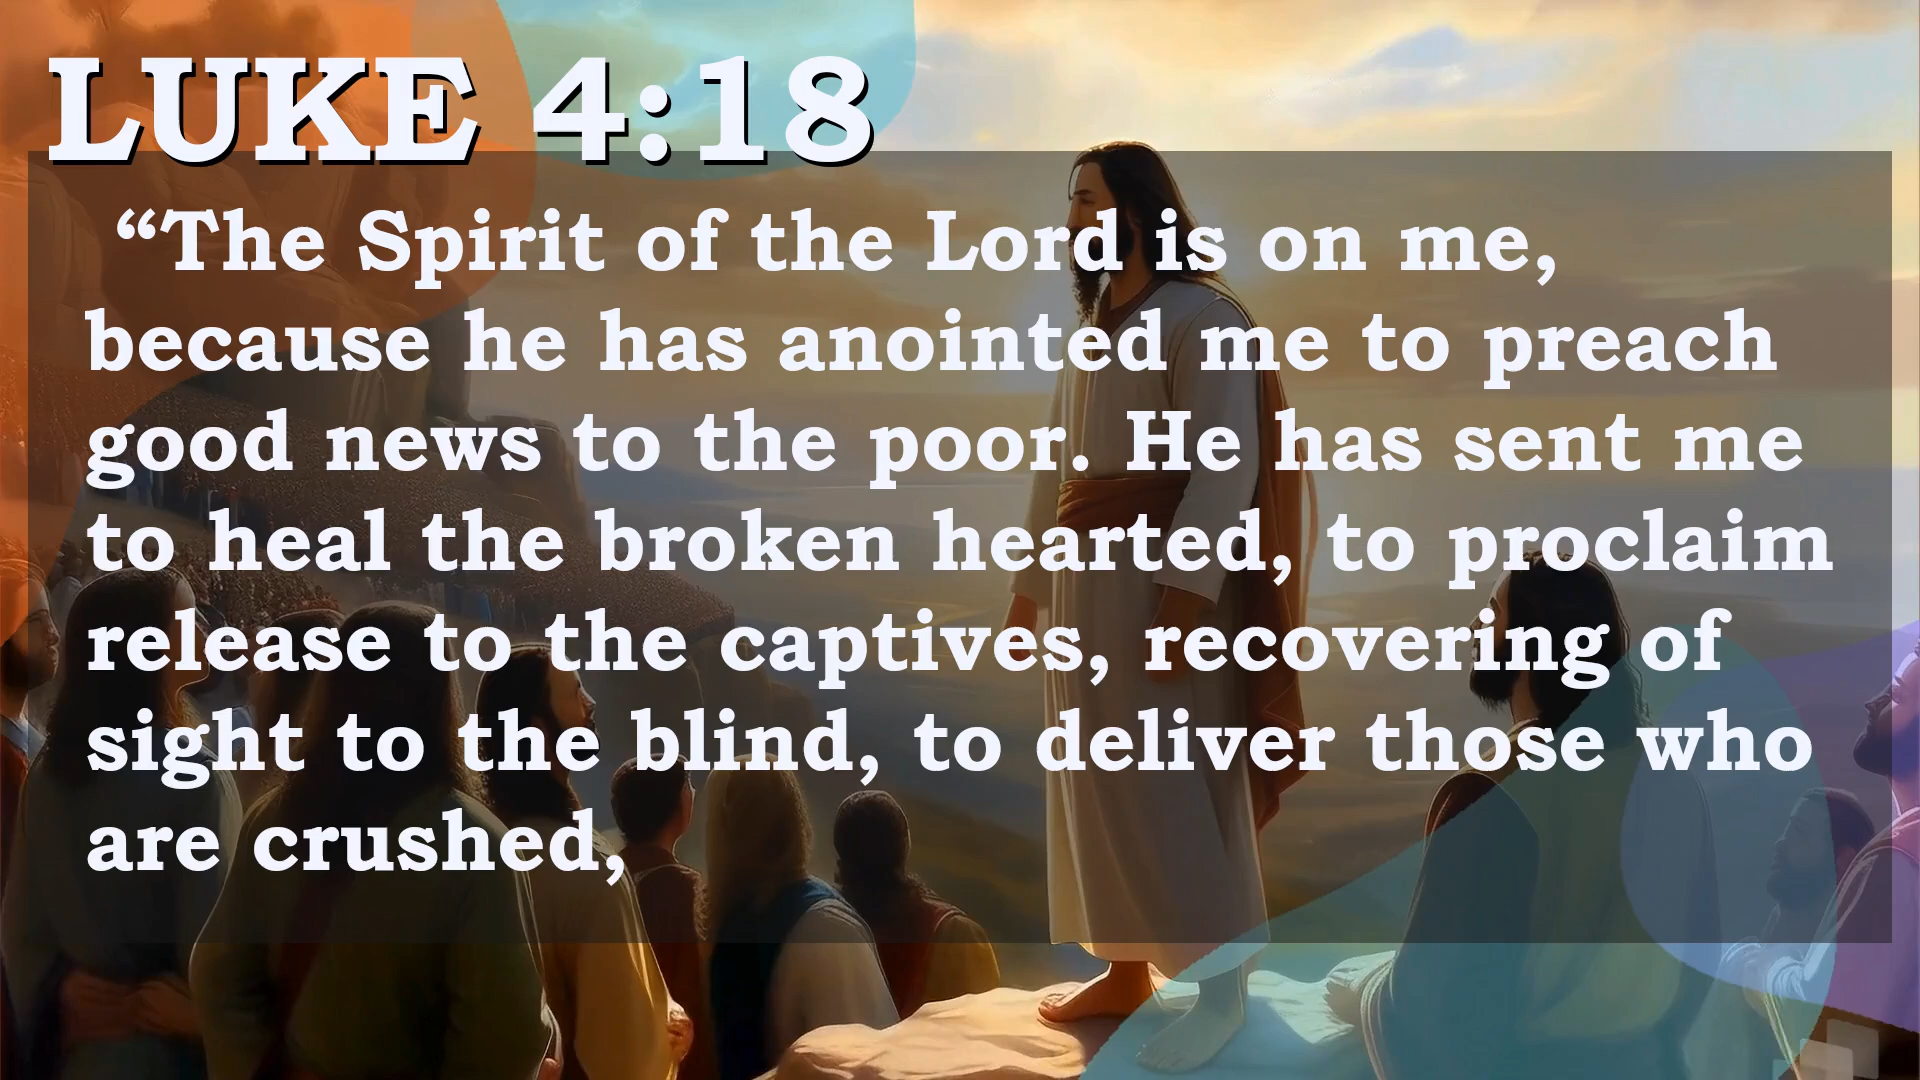 LUKE 4:18
“The Spirit of the Lord is on me,
because he has anointed me to preach
good news to the poor. He has sent me
to heal the broken hearted, to proclaim
release to the captives, recovering of
sight to the blind, to deliver those who
are crushed,